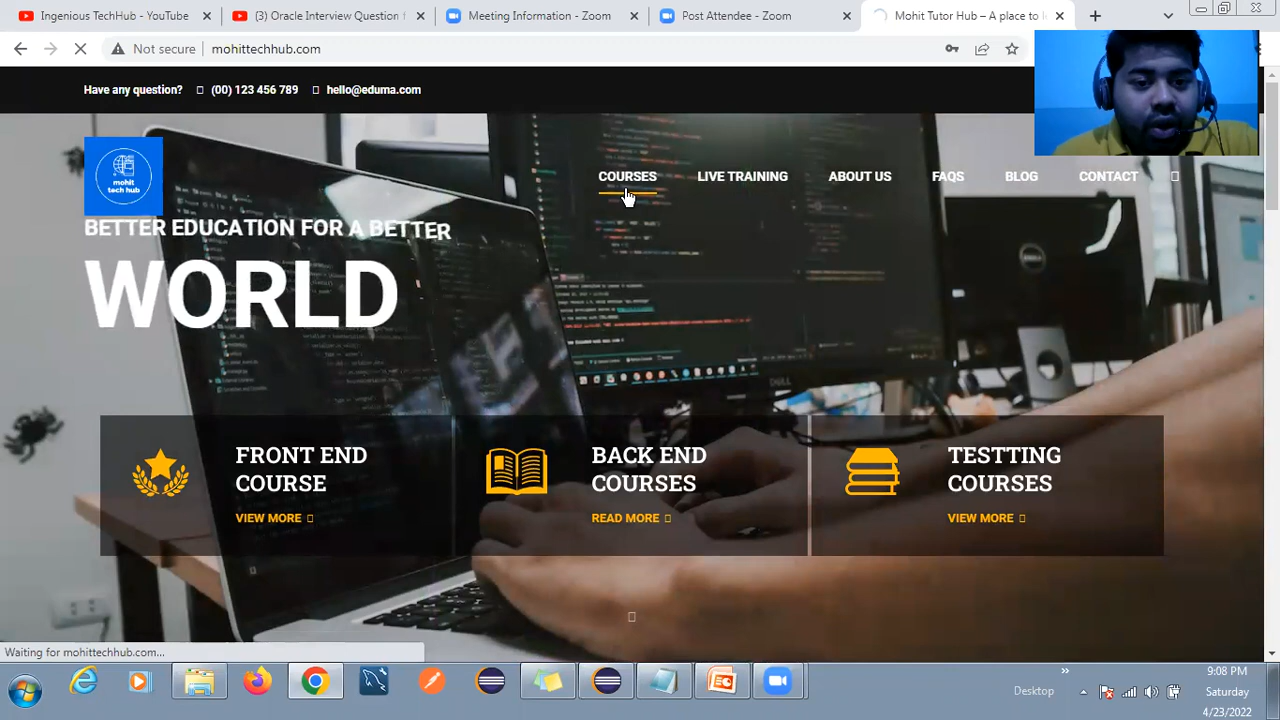 Ingenious TechHub - YouTube
(3) Oracle Interview Question
Meeting Information - Zoom
Post Attendee - Zoom
Mohit Tutor Hub – A place to l
Not secure
mohittechhub.com
Have any question?
(00) 123 456 789
hello@eduma.com
mohit
tech hub
COURSES
LIVE TRAINING
ABOUT US
FAQS
BLOG
CONTACT
BETTER EDUCATION FOR A BETTER
WORLD
FRONT END
COURSE
VIEW MORE
BACK END
COURSES
READ MORE
TESTTING
COURSES
VIEW MORE
DELL
Waiting for mohittechhub.com...
Desktop
9:08 PM
Saturday
4/23/2022